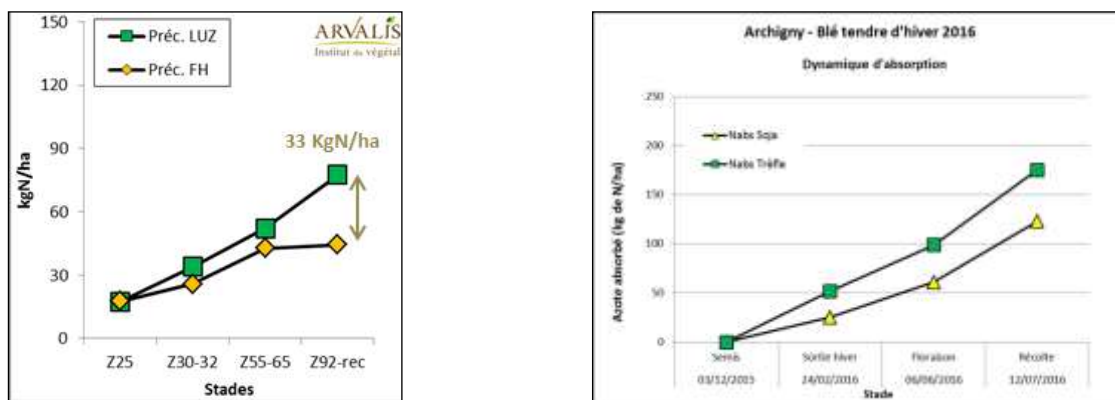 150
120
90
60
30
0
kgN/ha
Préc. LUZ
Préc. FH
ARVALIS
Institut du végétal
33 KgN/ha
Z25 Z30-32 Z55-65 Z92-rec
Stades
Archigny - Blé tendre d'hiver 2016
Dynamique d'absorption
250
200
150
100
50
0
Azote absorbé (kg de N/ha)
Nabs Soja
Nabs Trèfle
Semis Sortie hiver Floraison Récolte
03/12/2015 24/02/2016 06/06/2016 12/07/2016
Stade